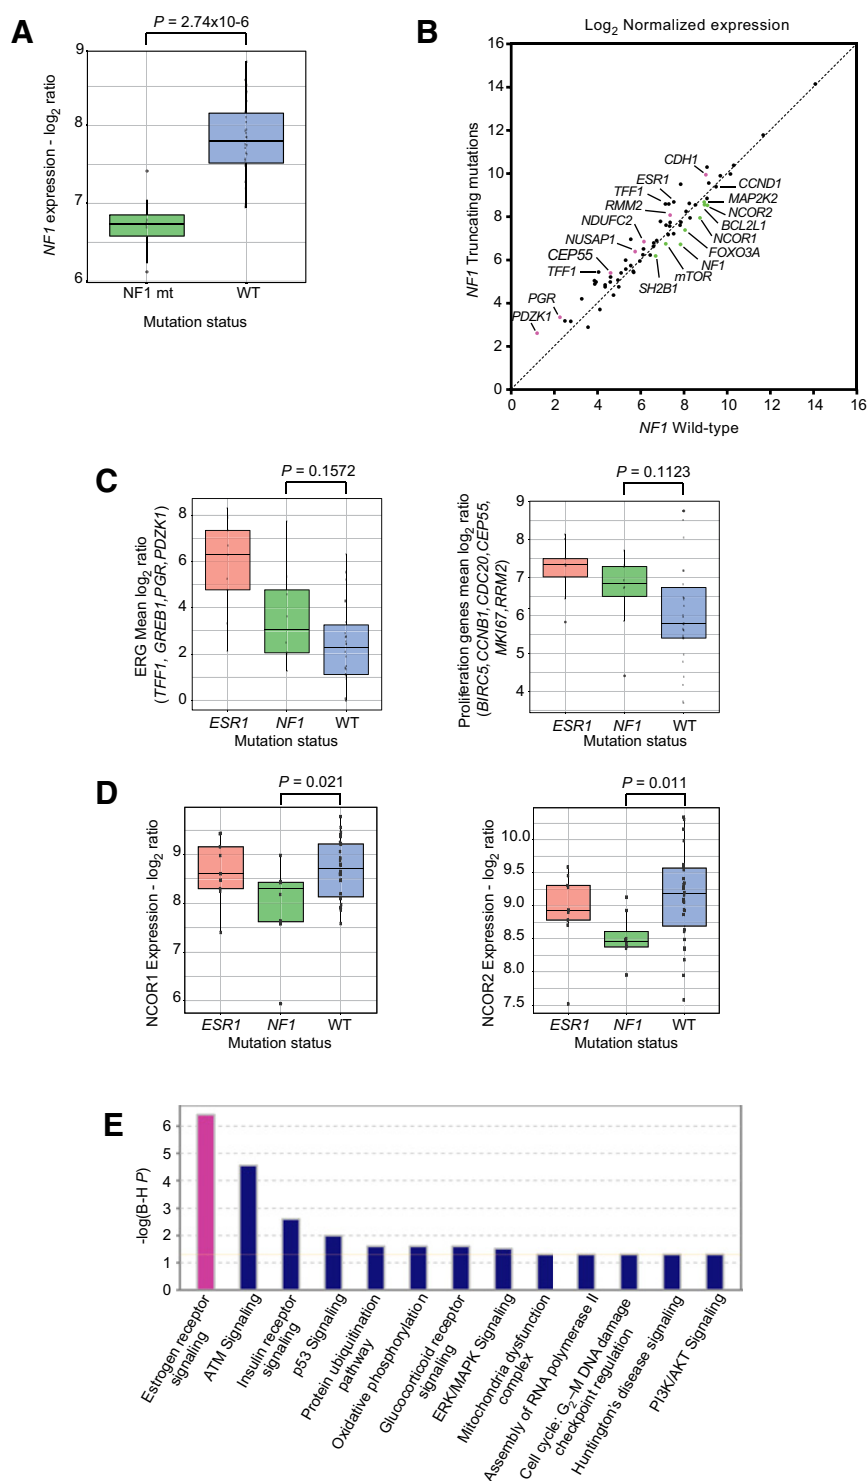 A
P = 2.74x10-6
NF1 expression - log2 ratio
9
8
7
6
NF1 mt
WT
Mutation status
B
Log2 Normalized expression
NF1 Truncating mutations
16
14
12
10
8
6
4
2
0
CDH1
ESR1
TFF1
RMM2
NDUFC2
NUSAP1
CEP55
TFF1
PGR
PDZK1
CCND1
MAP2K2
NCOR2
BCL2L1
NCOR1
FOXO3A
NF1
mTOR
SH2B1
0 2 4 6 8 10 12 14 16
NF1 Wild-type
C
P = 0.1572
ERG Mean log2 ratio
(TFF1, GREB1,PGR,PDZK1)
8
6
4
2
0
ESR1 NF1 WT
Mutation status
P = 0.1123
Proliferation genes mean log2 ratio
(BIRC5,CCNB1,CDC20,CEP55,
MKI67,RRM2)
9
8
7
6
5
4
ESR1 NF1 WT
Mutation status
D
P = 0.021
NCOR1 Expression - log2 ratio
9
8
7
6
ESR1 NF1 WT
Mutation status
P = 0.011
NCOR2 Expression - log2 ratio
10.0
9.5
9.0
8.5
8.0
7.5
ESR1 NF1 WT
Mutation status
E
-log(B-H P)
6
5
4
3
2
1
0
Estrogen receptor
signaling
ATM Signaling
Insulin receptor
signaling
p53 Signaling
Protein ubiquitination
pathway
Oxidative phosphorylation
Glucocorticoid receptor
signaling
ERK/MAPK Signaling
Mitochondria dysfunction
complex
Assembly of RNA polymerase II
Cell cycle: G2–M DNA damage
checkpoint regulation
Huntington's disease signaling
PI3K/AKT Signaling